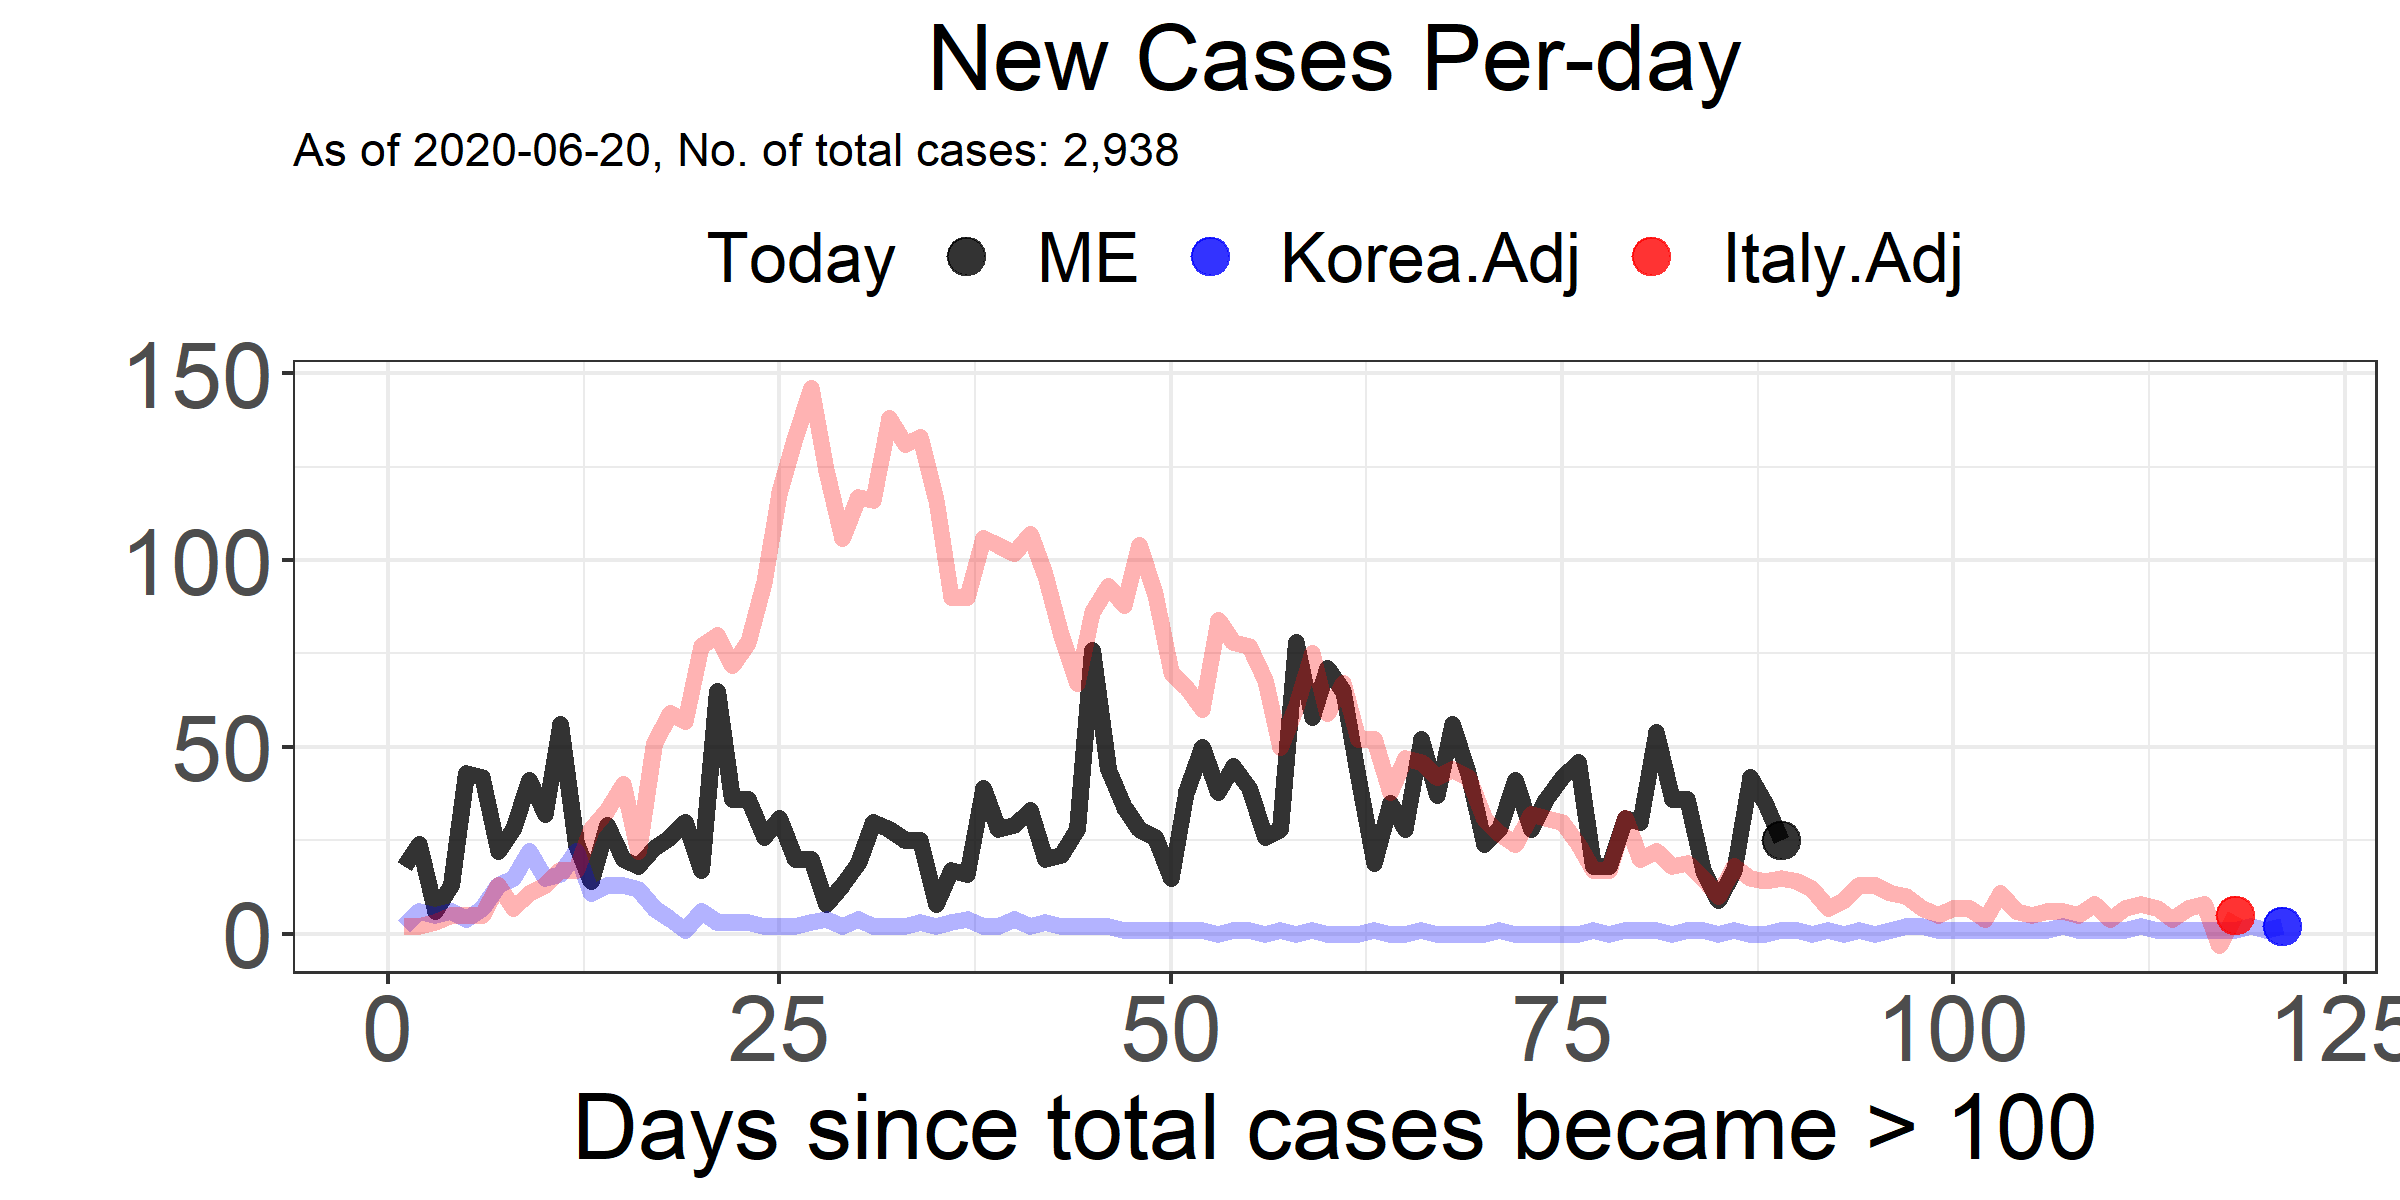 New Cases Per-day
As of 2020-06-20, No. of total cases: 2,938
Today ME Korea.Adj Italy.Adj
150
100
50
0
0 25 50 75 100 125
Days since total cases became > 100